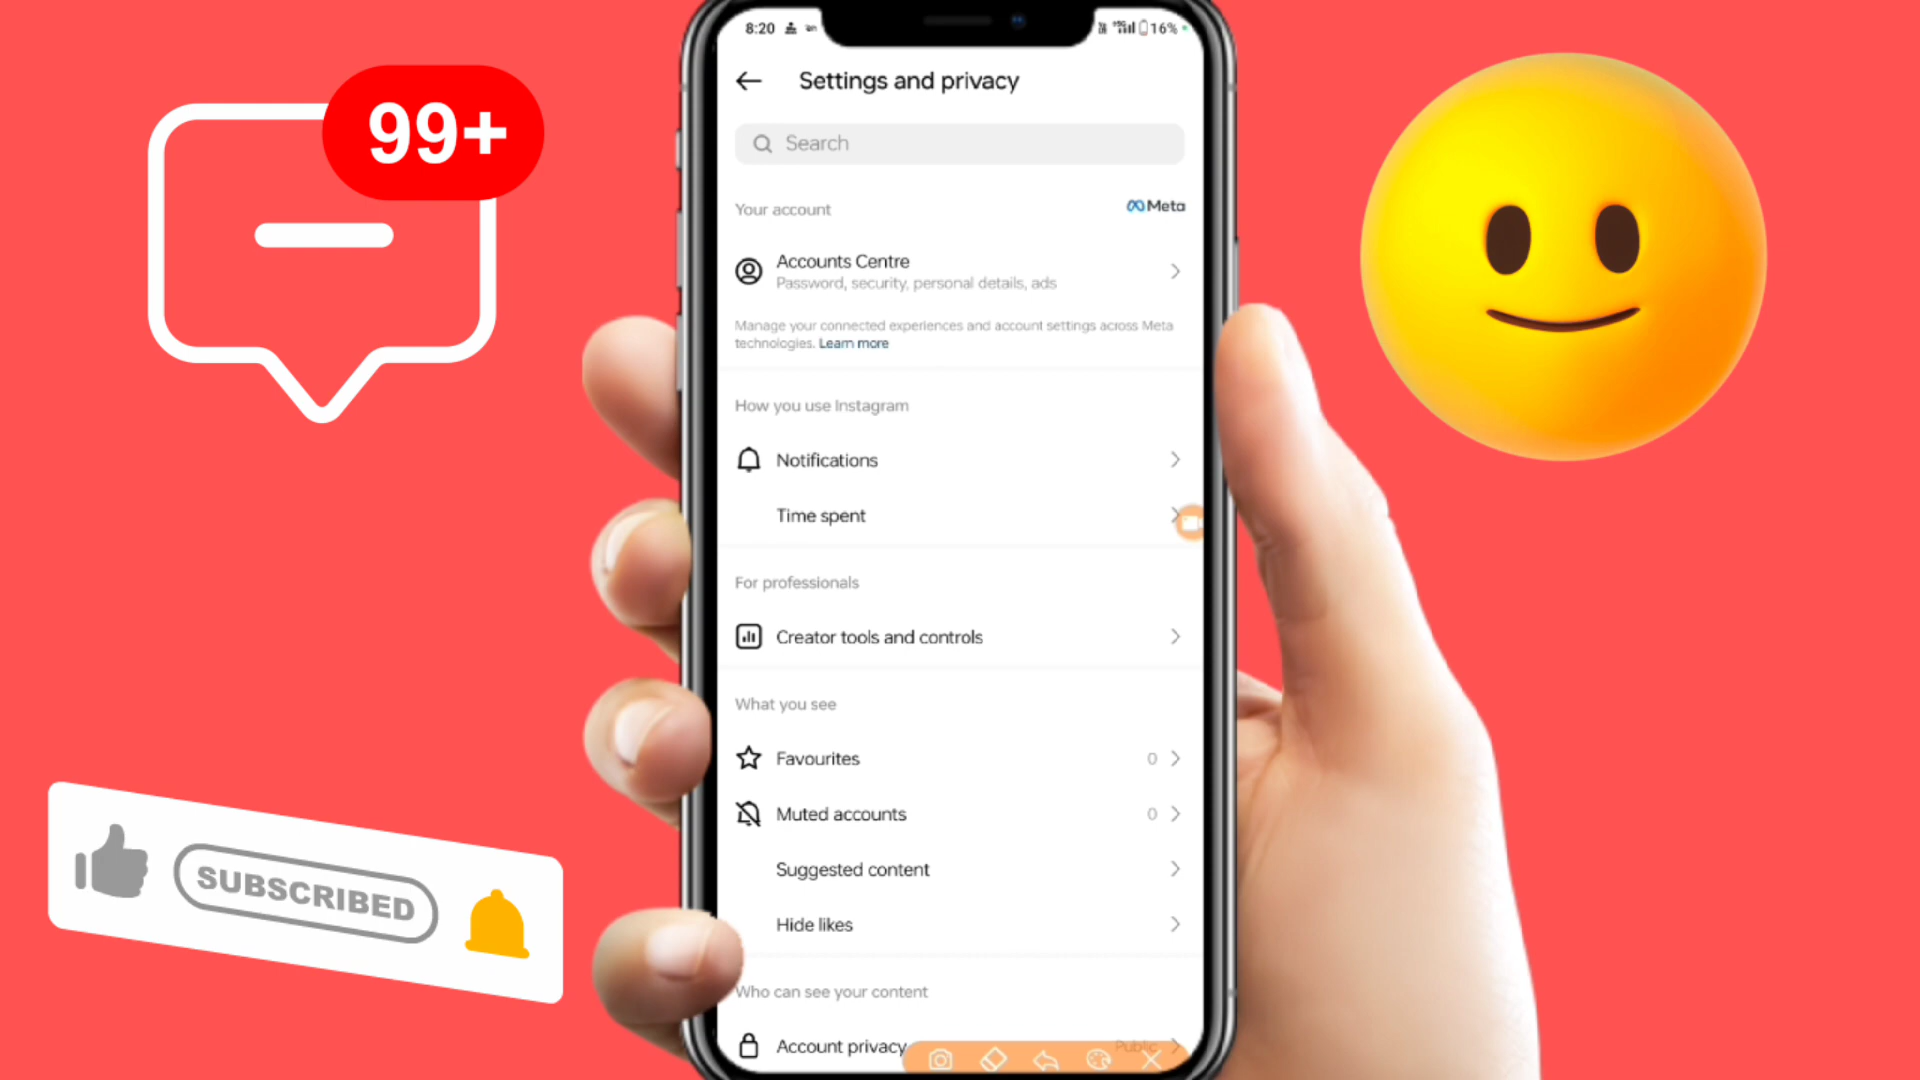 99+
SUBSCRIBED
8:20
16%
Settings and privacy
Search
Your account
Meta
Accounts Centre
Password, security, personal details, ads
Manage your connected experiences and account settings across Meta
technologies. Learn more
How you use Instagram
Notifications
Time spent
For professionals
Creator tools and controls
What you see
Favourites 0
Muted accounts 0
Suggested content
Hide likes
Who can see your content
Account privacy Public